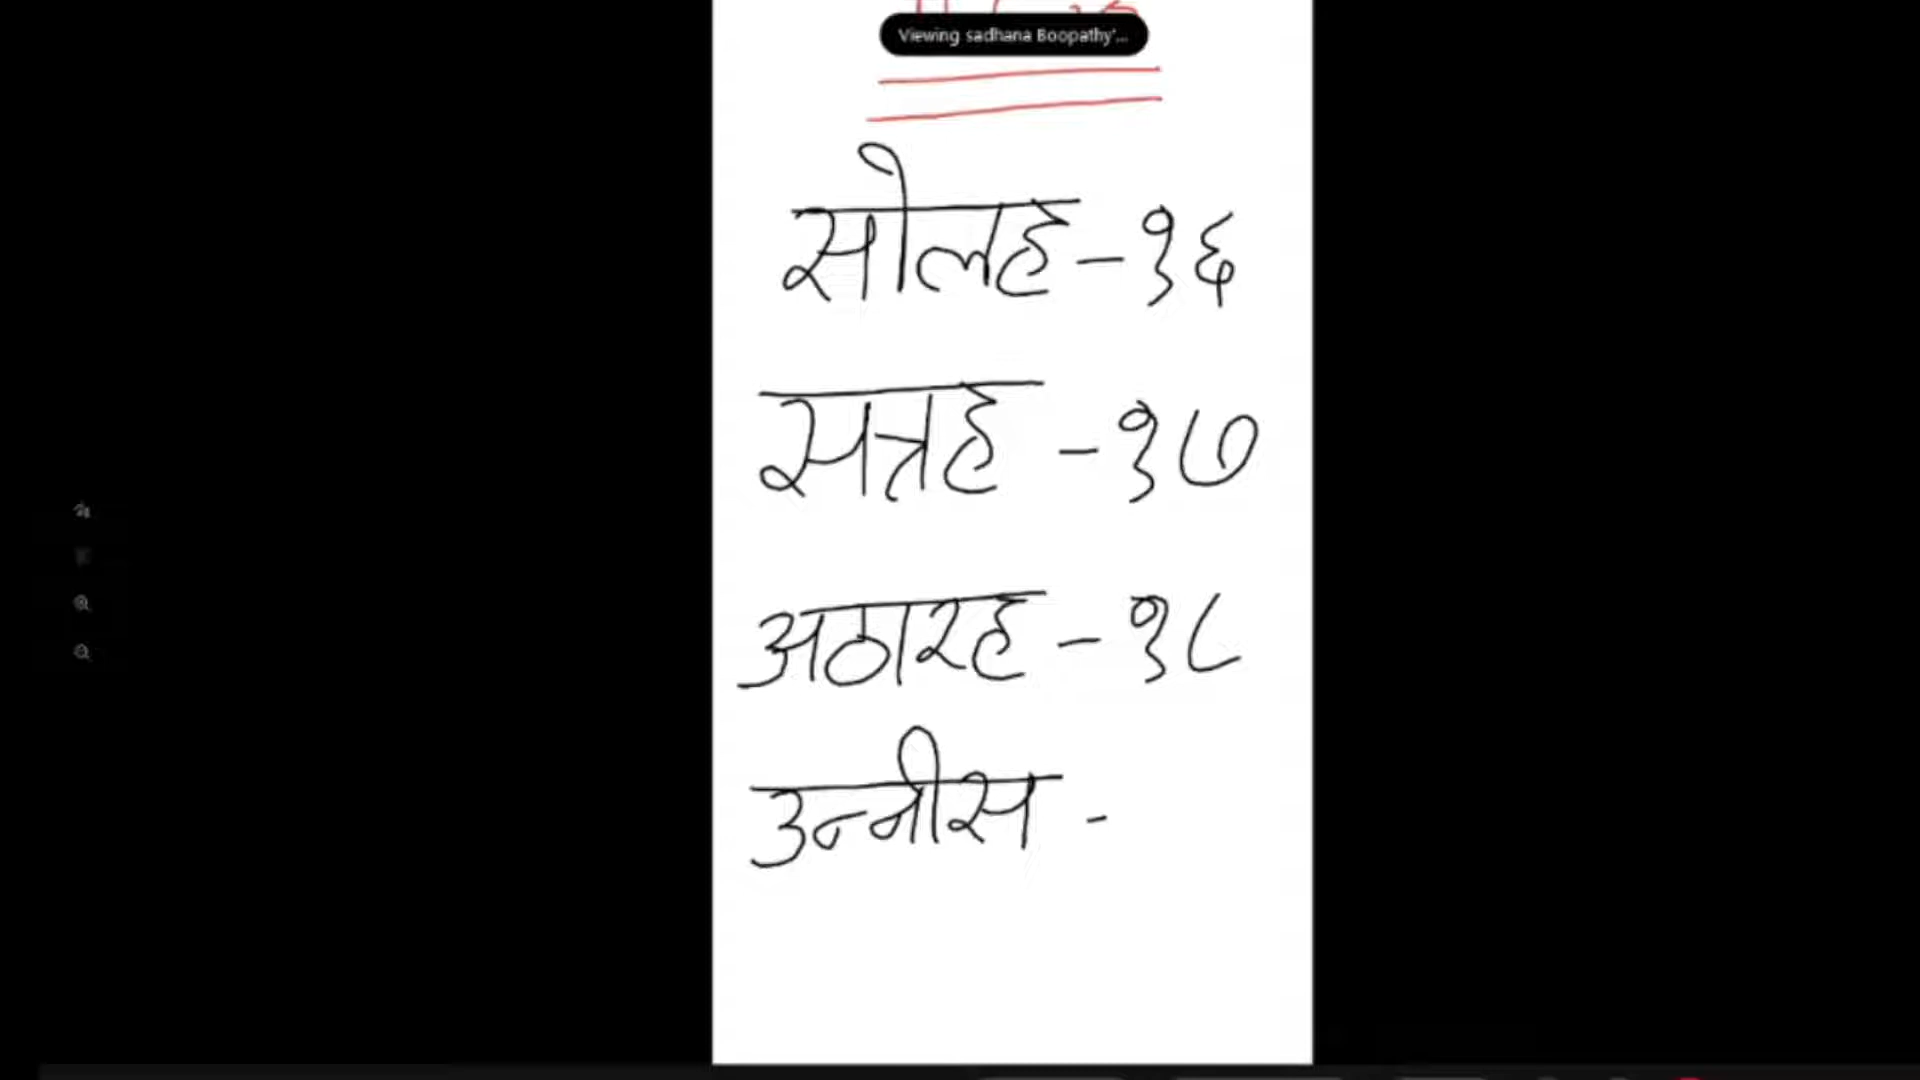 Viewing sadhana Boopathy'...
सोलह - १६
सत्रह - १७
अठारह - १८
उन्नीस -